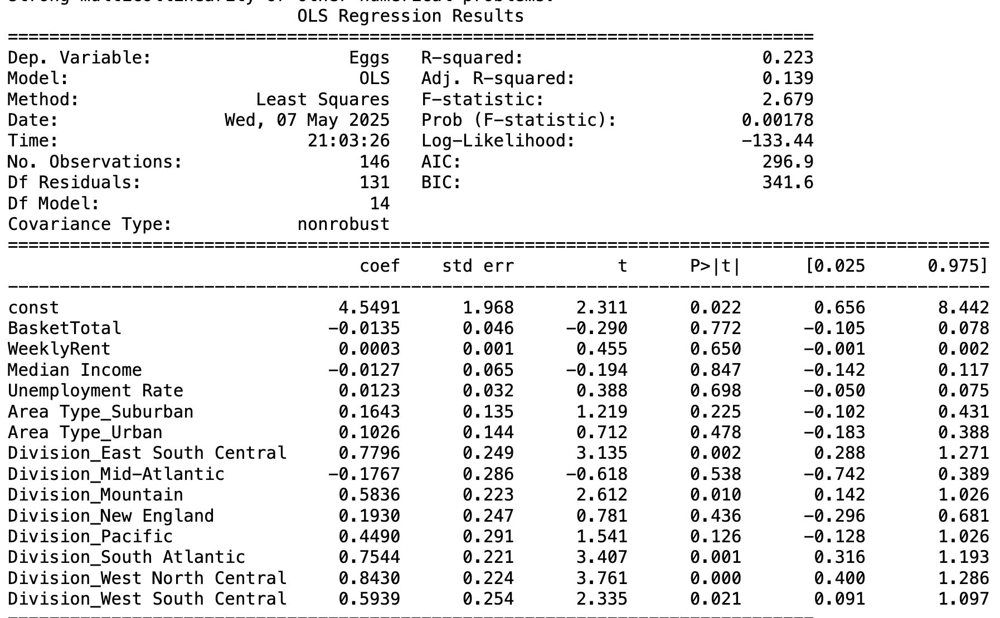 strong multicollinearity or other numerical problems.
OLS Regression Results
==============================================================================
Dep. Variable: Eggs R-squared: 0.223
Model: OLS Adj. R-squared: 0.139
Method: Least Squares F-statistic: 2.679
Date: Wed, 07 May 2025 Prob (F-statistic): 0.00178
Time: 21:03:26 Log-Likelihood: -133.44
No. Observations: 146 AIC: 296.9
Df Residuals: 131 BIC: 341.6
Df Model: 14
Covariance Type: nonrobust
===============================================================================================
coef std err t P>|t| [0.025 0.975]
-----------------------------------------------------------------------------------------------
const 4.5491 1.968 2.311 0.022 0.656 8.442
BasketTotal -0.0135 0.046 -0.290 0.772 -0.105 0.078
WeeklyRent 0.0003 0.001 0.455 0.650 -0.001 0.002
Median Income -0.0127 0.065 -0.194 0.847 -0.142 0.117
Unemployment Rate 0.0123 0.032 0.388 0.698 -0.050 0.075
Area Type_Suburban 0.1643 0.135 1.219 0.225 -0.102 0.431
Area Type_Urban 0.1026 0.144 0.712 0.478 -0.183 0.388
Division_East South Central 0.7796 0.249 3.135 0.002 0.288 1.271
Division_Mid-Atlantic -0.1767 0.286 -0.618 0.538 -0.742 0.389
Division_Mountain 0.5836 0.223 2.612 0.010 0.142 1.026
Division_New England 0.1930 0.247 0.781 0.436 -0.296 0.681
Division_Pacific 0.4490 0.291 1.541 0.126 -0.128 1.026
Division_South Atlantic 0.7544 0.221 3.407 0.001 0.316 1.193
Division_West North Central 0.8430 0.224 3.761 0.000 0.400 1.286
Division_West South Central 0.5939 0.254 2.335 0.021 0.091 1.097